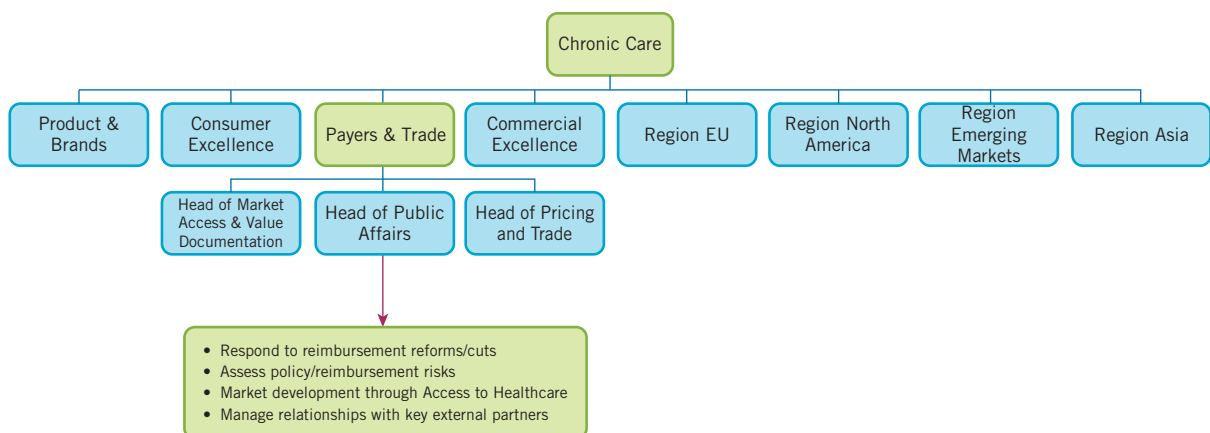 Chronic Care
Product &
Brands
Consumer
Excellence
Payers & Trade
Commercial
Excellence
Region EU
Region North
America
Region
Emerging
Markets
Region Asia
Head of Market
Access & Value
Documentation
Head of Public
Affairs
Head of Pricing
and Trade
• Respond to reimbursement reforms/cuts
• Assess policy/reimbursement risks
• Market development through Access to Healthcare
• Manage relationships with key external partners